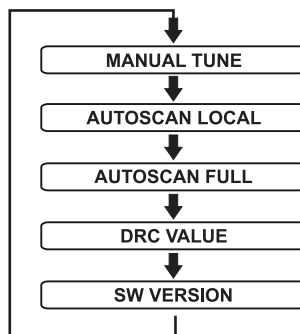 MANUAL TUNE
AUTOSCAN LOCAL
AUTOSCAN FULL
DRC VALUE
SW VERSION